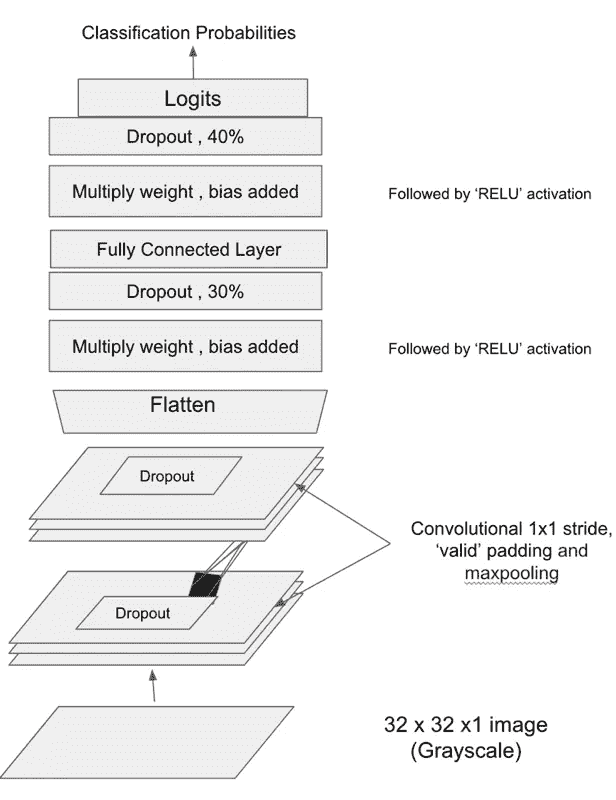 Classification Probabilities
Logits
Dropout , 40%
Multiply weight , bias added
Followed by ‘RELU’ activation
Fully Connected Layer
Dropout , 30%
Multiply weight , bias added
Followed by ‘RELU’ activation
Flatten
Dropout
Convolutional 1x1 stride,
‘valid’ padding and
maxpooling
Dropout
32 x 32 x1 image
(Grayscale)